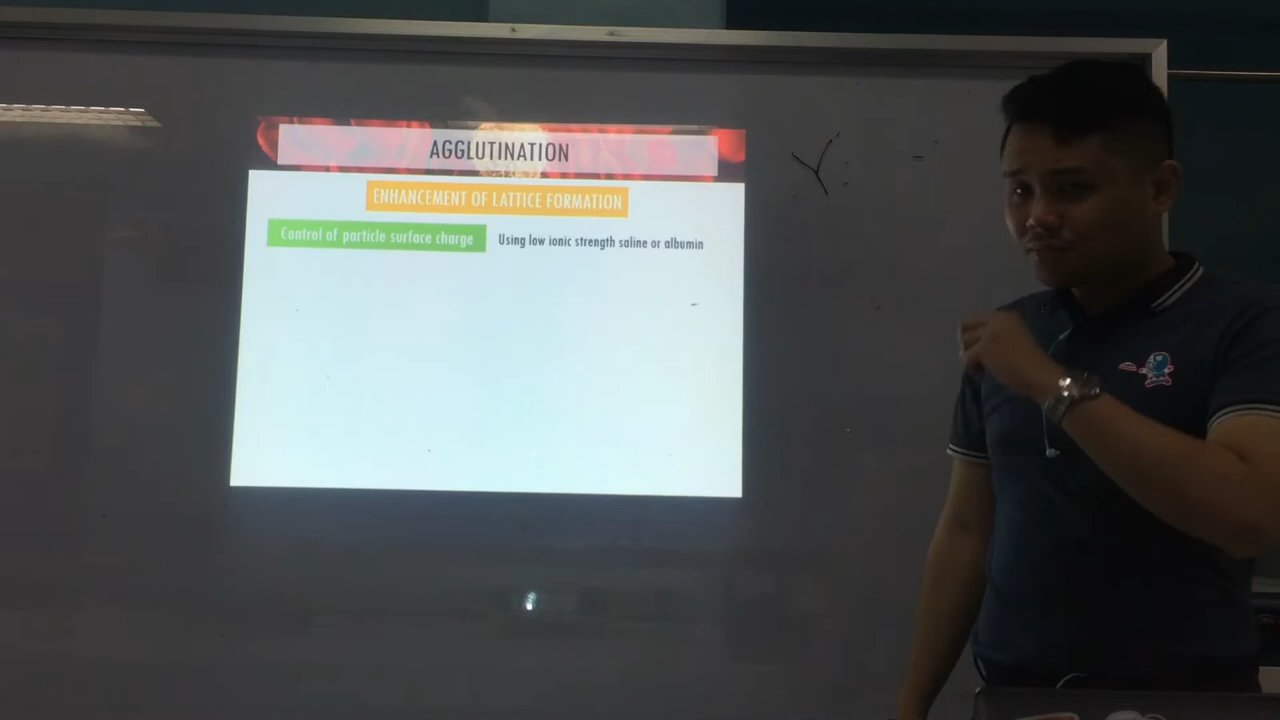 AGGLUTINATION
ENHANCEMENT OF LATTICE FORMATION
Control of particle surface charge Using low ionic strength saline or albumin